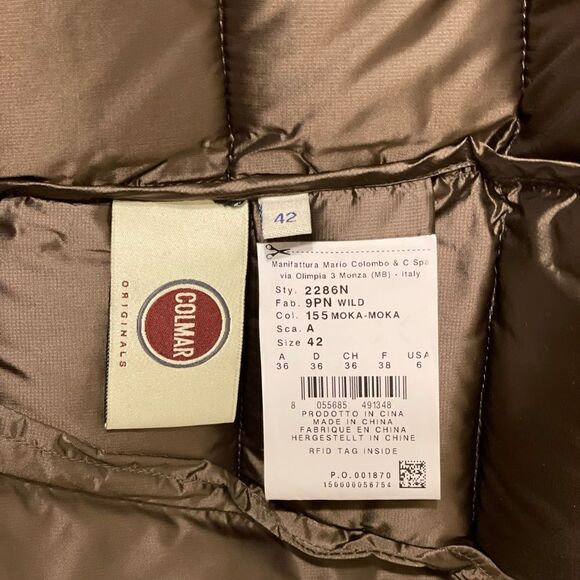 COLMAR
ORIGINALS
42
Manifattura Mario Colombo & C Spa
via Olimpia 3 Monza (MB) - Italy
Sty. 2286N
Fab. 9PN WILD
Col. 155 MOKA-MOKA
Sca. A
Size 42
A D CH F USA
36 36 36 38 6
8 055685 491348
PRODOTTO IN CINA
MADE IN CHINA
FABRIQUE EN CHINA
HERGESTELLT IN CHINE
RFID TAG INSIDE
P.O. 001870
150000056754